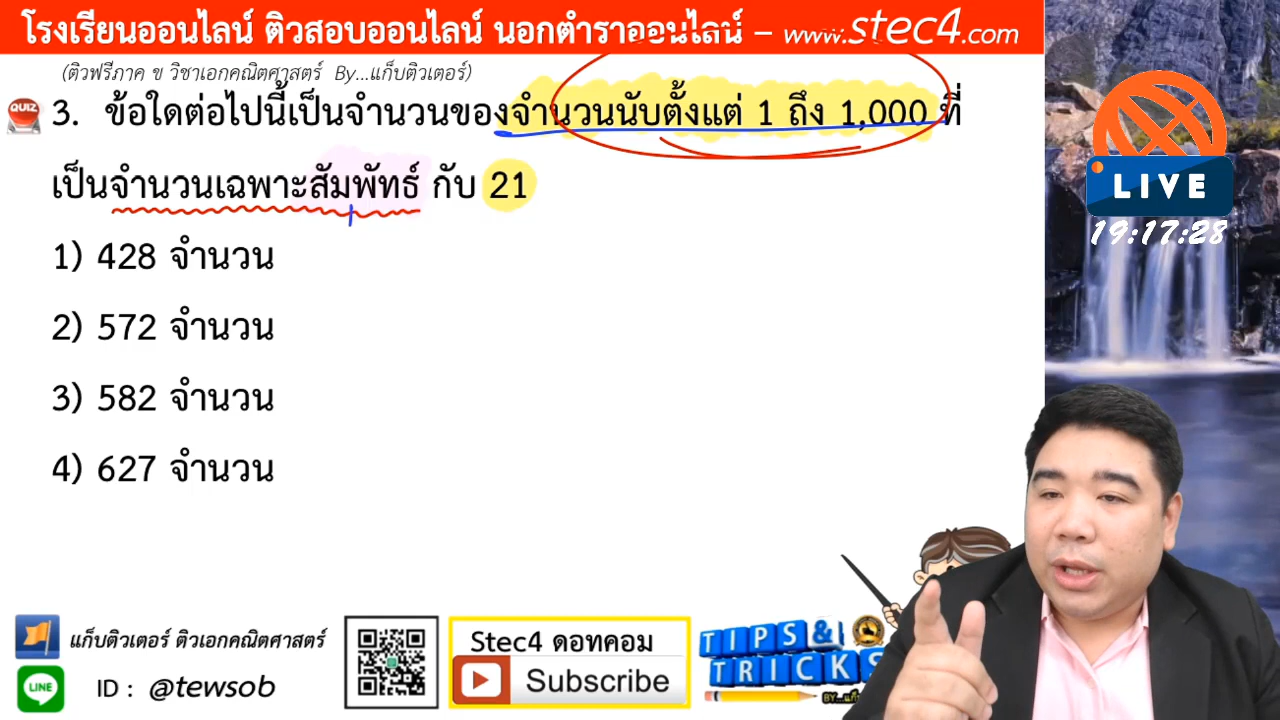 โรงเรียนออนไลน์ ติวสอบออนไลน์ นอกตำราออนไลน์ – www.stec4.com
(ติวฟรีภาค ข วิชาเอกคณิตศาสตร์ By...แก็บติวเตอร์)
QUIZ
3. ข้อใดต่อไปนี้เป็นจำนวนของจำนวนนับตั้งแต่ 1 ถึง 1,000 ที่
เป็นจำนวนเฉพาะสัมพัทธ์ กับ 21
1) 428 จำนวน
2) 572 จำนวน
3) 582 จำนวน
4) 627 จำนวน
LIVE
19:17:28
แก็บติวเตอร์ ติวเอกคณิตศาสตร์
LINE
ID : @tewsob
Stec4 ดอทคอม
Subscribe
TIPS &
TRICKS